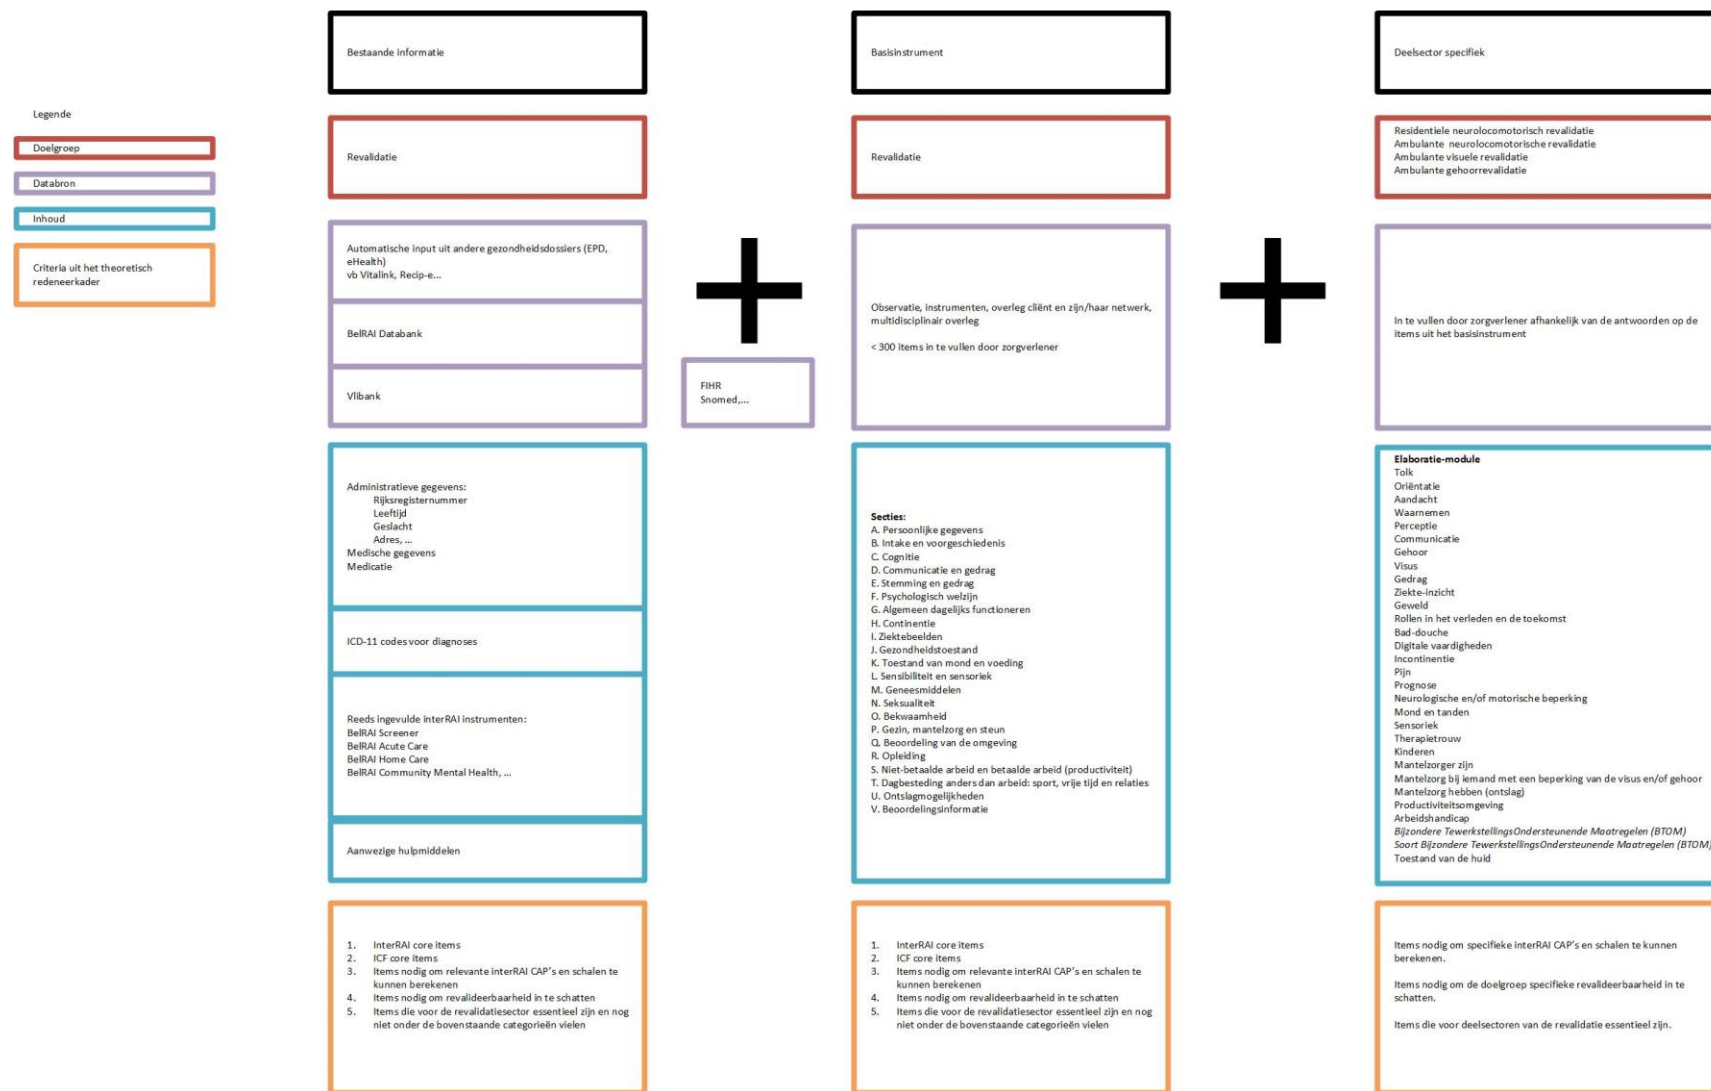 Legende
Doelgroep
Databron
Inhoud
Criteria uit het theoretisch
redeneerkader
Bestaande informatie
Revalidatie
Automatische input uit andere gezondheidsdossiers (EPD,
eHealth)
vb Vitalink, Recip-e...
BelRAI Databank
Vlibank
Administratieve gegevens:
Rijksregisternummer
Leeftijd
Geslacht
Adres, ...
Medische gegevens
Medicatie
ICD-11 codes voor diagnoses
Reeds ingevulde interRAI instrumenten:
BelRAI Screener
BelRAI Acute Care
BelRAI Home Care
BelRAI Community Mental Health, ...
Aanwezige hulpmiddelen
1. InterRAI core items
2. ICF core items
3. Items nodig om relevante interRAI CAP's en schalen te
kunnen berekenen
4. Items nodig om revalideerbaarheid in te schatten
5. Items die voor de revalidatiesector essentieel zijn en nog
niet onder de bovenstaande categorieën vielen
FIHR
Snomed,...
Basisinstrument
Revalidatie
Observatie, instrumenten, overleg cliënt en zijn/haar netwerk,
multidisciplinair overleg
< 300 items in te vullen door zorgverlener
Secties:
A. Persoonlijke gegevens
B. Intake en voorgeschiedenis
C. Cognitie
D. Communicatie en gedrag
E. Stemming en gedrag
F. Psychologisch welzijn
G. Algemeen dagelijks functioneren
H. Continentie
I. Ziektebeelden
J. Gezondheidstoestand
K. Toestand van mond en voeding
L. Sensibiliteit en sensoriek
M. Geneesmiddelen
N. Seksualiteit
O. Bekwaamheid
P. Gezin, mantelzorg en steun
Q. Beoordeling van de omgeving
R. Opleiding
S. Niet-betaalde arbeid en betaalde arbeid (productiviteit)
T. Dagbesteding anders dan arbeid: sport, vrije tijd en relaties
U. Ontslagmogelijkheden
V. Beoordelingsinformatie
1. InterRAI core items
2. ICF core items
3. Items nodig om relevante interRAI CAP's en schalen te
kunnen berekenen
4. Items nodig om revalideerbaarheid in te schatten
5. Items die voor de revalidatiesector essentieel zijn en nog
niet onder de bovenstaande categorieën vielen
Deelsector specifiek
Residentiele neurolocomotorisch revalidatie
Ambulante neurolocomotorische revalidatie
Ambulante visuele revalidatie
Ambulante gehoorrevalidatie
In te vullen door zorgverlener afhankelijk van de antwoorden op de
items uit het basisinstrument
Elaboratie-module
Tolk
Oriëntatie
Aandacht
Waarnemen
Perceptie
Communicatie
Gehoor
Visus
Gedrag
Ziekte-inzicht
Geweld
Rollen in het verleden en de toekomst
Bad-douche
Digitale vaardigheden
Incontinentie
Pijn
Prognose
Neurologische en/of motorische beperking
Mond en tanden
Sensoriek
Therapietrouw
Kinderen
Mantelzorger zijn
Mantelzorg bij iemand met een beperking van de visus en/of gehoor
Mantelzorg hebben (ontslag)
Productiviteitsomgeving
Arbeidshandicap
Bijzondere TewerkstellingsOndersteunende Maatregelen (BTOM)
Soort Bijzondere TewerkstellingsOndersteunende Maatregelen (BTOM)
Toestand van de huid
Items nodig om specifieke interRAI CAP's en schalen te kunnen
berekenen.
Items nodig om de doelgroep specifieke revalideerbaarheid in te
schatten.
Items die voor deelsectoren van de revalidatie essentieel zijn.